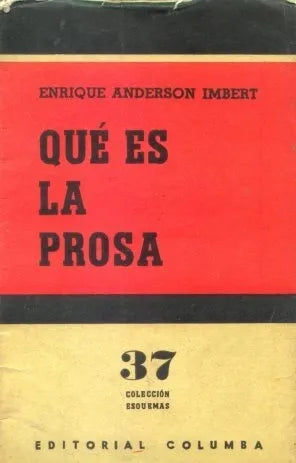 ENRIQUE ANDERSON IMBERT
QUÉ ES
LA
PROSA
37
COLECCIÓN
ESQUEMAS
EDITORIAL COLUMBA